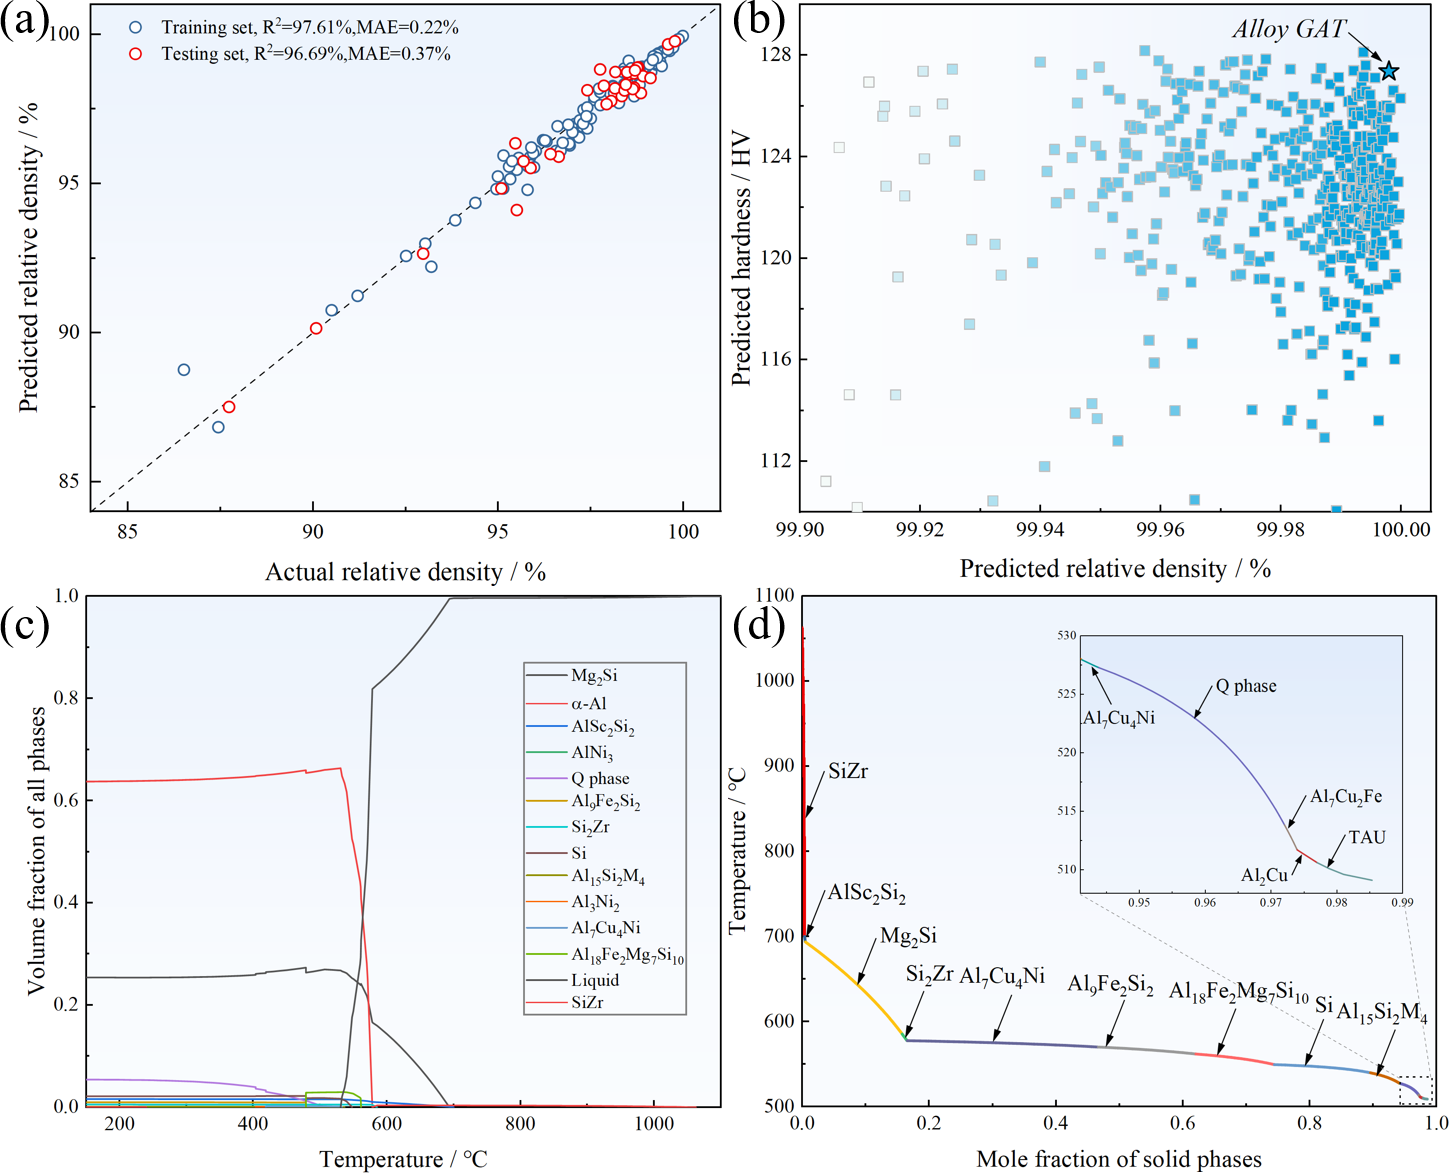 (a)
Training set, R²=97.61%,MAE=0.22%
Testing set, R²=96.69%,MAE=0.37%
Predicted relative density / %
100
95
90
85
85 90 95 100
Actual relative density / %
(b)
Alloy GAT
Predicted hardness / HV
128
124
120
116
112
99.90 99.92 99.94 99.96 99.98 100.00
Predicted relative density / %
(c)
Volume fraction of all phases
1.0
0.8
0.6
0.4
0.2
0.0
Mg₂Si
α-Al
AlSc₂Si₂
AlNi₃
Q phase
Al₉Fe₂Si₂
Si₂Zr
Si
Al₁₅Si₂M₄
Al₃Ni₂
Al₇Cu₄Ni
Al₁₈Fe₂Mg₇Si₁₀
Liquid
SiZr
200 400 600 800 1000
Temperature / °C
(d)
Temperature / °C
1100
1000
900
800
700
600
500
SiZr
AlSc₂Si₂
Mg₂Si
Si₂Zr
Al₇Cu₄Ni
Al₉Fe₂Si₂
Al₁₈Fe₂Mg₇Si₁₀
Si
Al₁₅Si₂M₄
530
525
520
515
510
Al₇Cu₄Ni
Q phase
Al₇Cu₂Fe
TAU
Al₂Cu
0.95 0.96 0.97 0.98 0.99
0.0 0.2 0.4 0.6 0.8 1.0
Mole fraction of solid phases